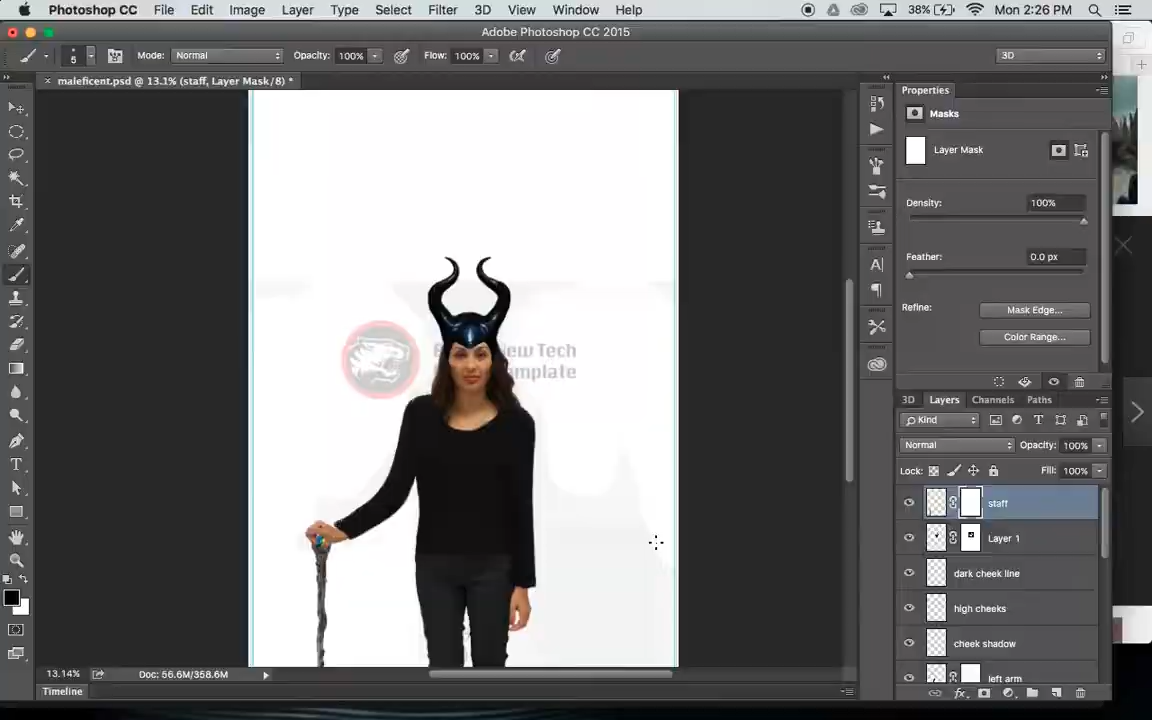 Photoshop CC File Edit Image Layer Type Select Filter 3D View Window Help 38% Mon 2:26 PM
Adobe Photoshop CC 2015
5 Mode: Normal Opacity: 100% Flow: 100% 3D
maleficent.psd @ 13.1% (staff, Layer Mask/8) *
Properties
Masks
Layer Mask
Density: 100%
Feather: 0.0 px
Refine: Mask Edge...
Color Range...
New Tech
3D Layers Channels Paths
Kind
Normal Opacity: 100%
Lock: Fill: 100%
staff
Layer 1
dark cheek line
high cheeks
cheek shadow
left arm
13.14% Doc: 56.6M/358.6M
Timeline